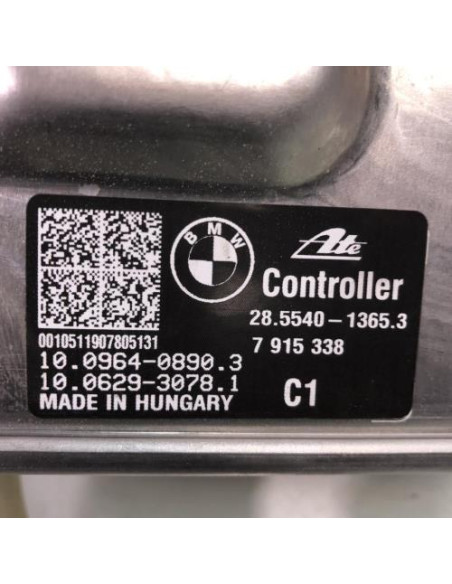 BMW
Ate
Controller
28.5540-1365.3
7 915 338
0010511907805131
10.0964-0890.3
10.0629-3078.1
MADE IN HUNGARY
C1